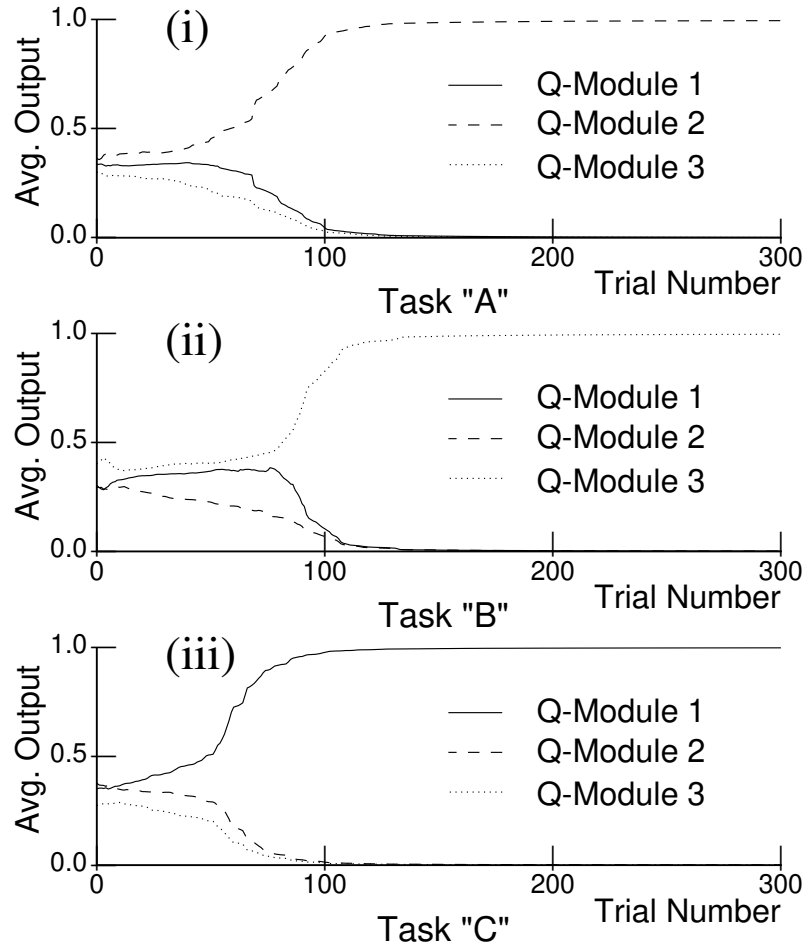 (i)
1.0
0.5
0.0
Avg. Output
Q-Module 1
Q-Module 2
Q-Module 3
0
100
200
300
Trial Number
Task "A"
(ii)
1.0
0.5
0.0
Avg. Output
Q-Module 1
Q-Module 2
Q-Module 3
0
100
200
300
Trial Number
Task "B"
(iii)
1.0
0.5
0.0
Avg. Output
Q-Module 1
Q-Module 2
Q-Module 3
0
100
200
300
Trial Number
Task "C"